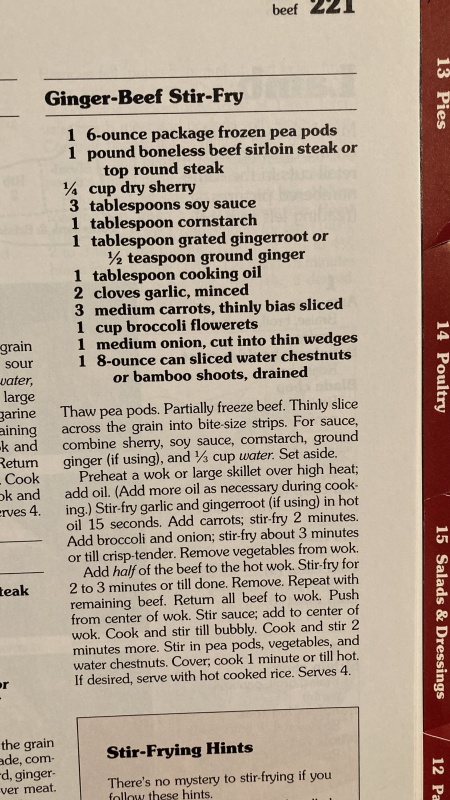 beef 221
Ginger-Beef Stir-Fry
1 6-ounce package frozen pea pods
1 pound boneless beef sirloin steak or
top round steak
¼ cup dry sherry
3 tablespoons soy sauce
1 tablespoon cornstarch
1 tablespoon grated gingerroot or
½ teaspoon ground ginger
1 tablespoon cooking oil
2 cloves garlic, minced
3 medium carrots, thinly bias sliced
1 cup broccoli flowerets
1 medium onion, cut into thin wedges
1 8-ounce can sliced water chestnuts
or bamboo shoots, drained
Thaw pea pods. Partially freeze beef. Thinly slice
across the grain into bite-size strips. For sauce,
combine sherry, soy sauce, cornstarch, ground
ginger (if using), and ⅓ cup water. Set aside.
Preheat a wok or large skillet over high heat;
add oil. (Add more oil as necessary during cook-
ing.) Stir-fry garlic and gingerroot (if using) in hot
oil 15 seconds. Add carrots; stir-fry 2 minutes.
Add broccoli and onion; stir-fry about 3 minutes
or till crisp-tender. Remove vegetables from wok.
Add half of the beef to the hot wok. Stir-fry for
2 to 3 minutes or till done. Remove. Repeat with
remaining beef. Return all beef to wok. Push
from center of wok. Stir sauce; add to center of
wok. Cook and stir till bubbly. Cook and stir 2
minutes more. Stir in pea pods, vegetables, and
water chestnuts. Cover; cook 1 minute or till hot.
If desired, serve with hot cooked rice. Serves 4.
Stir-Frying Hints
There's no mystery to stir-frying if you
follow these hints.
grain
sour
water,
large
garine
aining
k and
Return
. Cook
ok and
erves 4.
teak
or
the grain
ade, com-
rd, ginger-
ver meat.
13 Pies
14 Poultry
15 Salads & Dressings
12 Pa